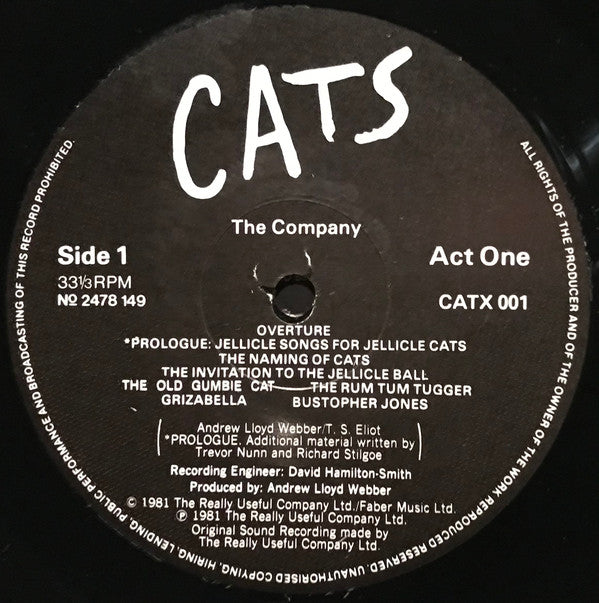 CATS
The Company
Side 1
Act One
33⅓RPM
№ 2478 149
CATX 001
OVERTURE
*PROLOGUE: JELLICLE SONGS FOR JELLICLE CATS
THE NAMING OF CATS
THE INVITATION TO THE JELLICLE BALL
THE OLD GUMBIE CAT——THE RUM TUM TUGGER
GRIZABELLA BUSTOPHER JONES
(Andrew Lloyd Webber/T. S. Eliot
*PROLOGUE. Additional material written by
Trevor Nunn and Richard Stilgoe)
Recording Engineer: David Hamilton-Smith
Produced by: Andrew Lloyd Webber
© 1981 The Really Useful Company Ltd./Faber Music Ltd.
℗ 1981 The Really Useful Company Ltd.
Original Sound Recording made by
The Really Useful Company Ltd.
ALL RIGHTS OF THE PRODUCER AND OF THE OWNER OF THE WORK REPRODUCED RESERVED. UNAUTHORISED COPYING, HIRING, LENDING, PUBLIC PERFORMANCE AND BROADCASTING OF THIS RECORD PROHIBITED.